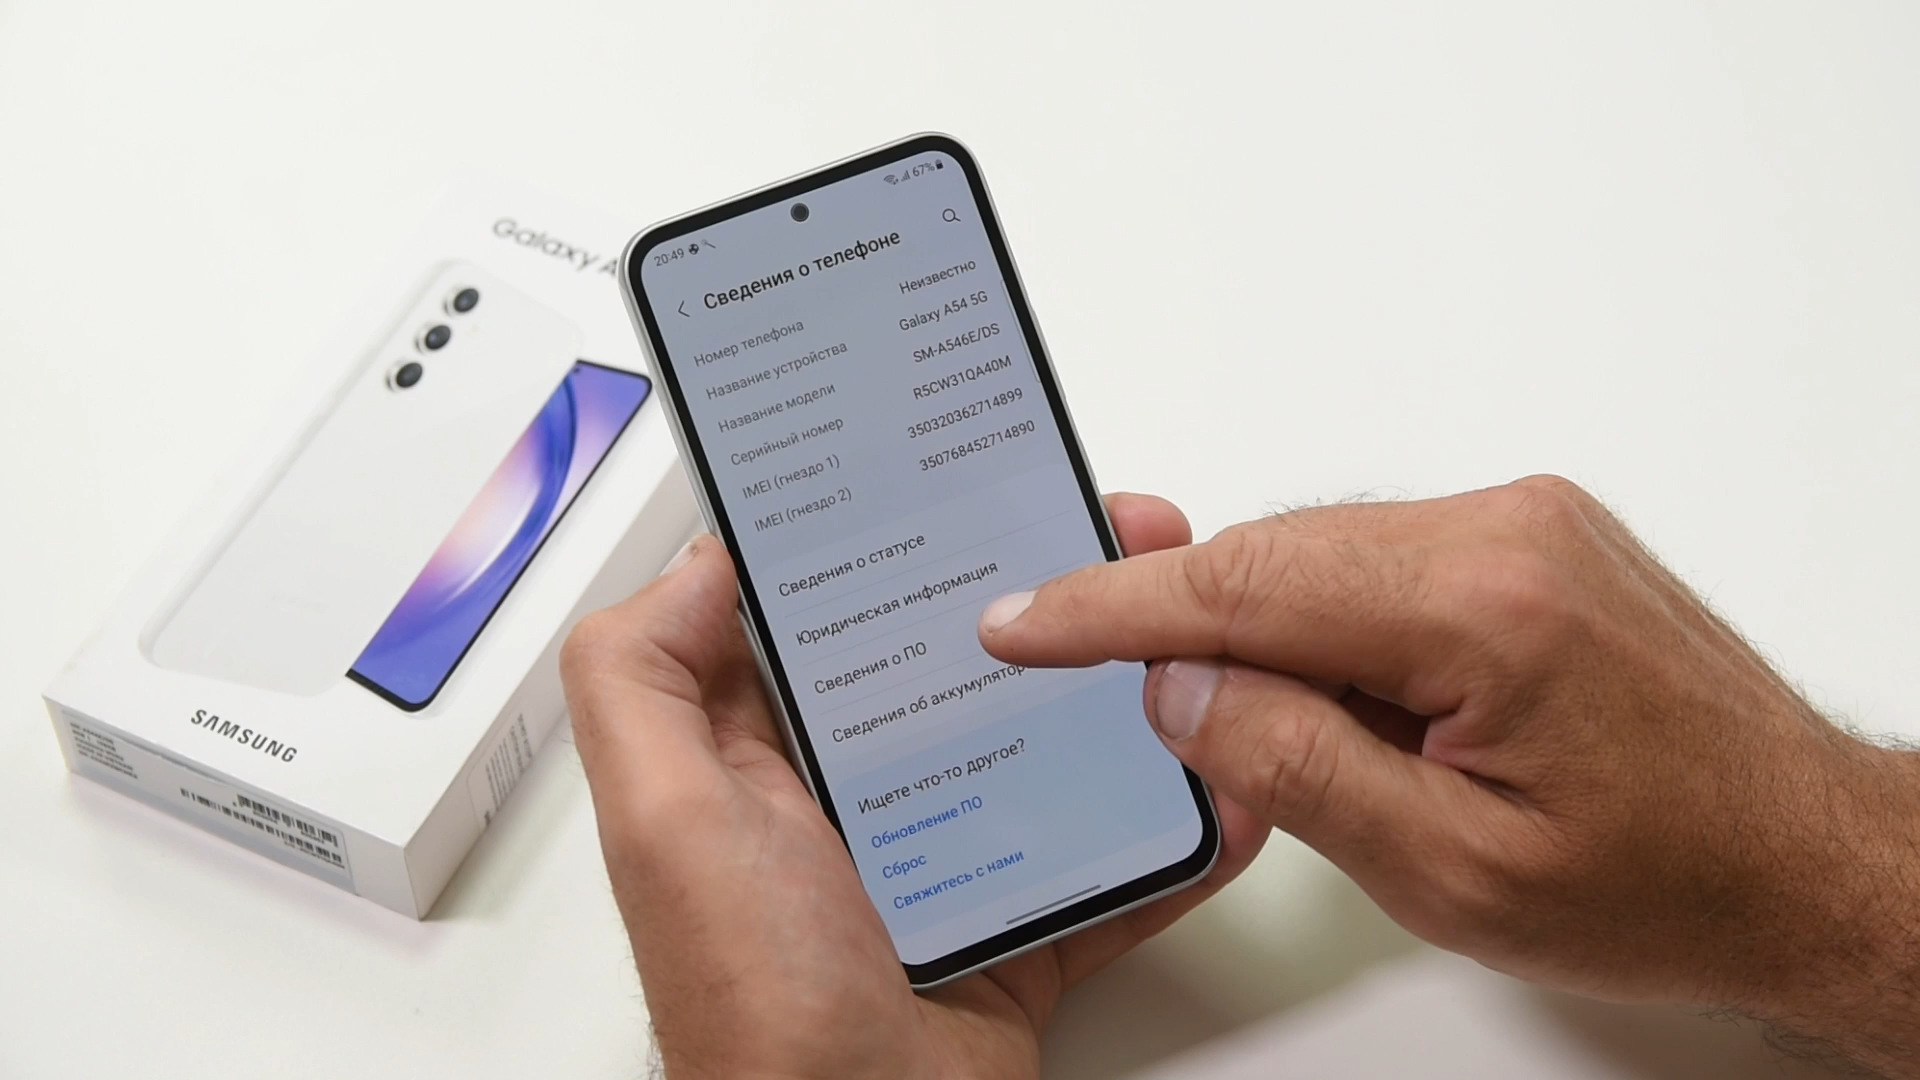 Galaxy A
SAMSUNG
20:49
67%
Сведения о телефоне
Номер телефона Неизвестно
Название устройства Galaxy A54 5G
Название модели SM-A546E/DS
Серийный номер R5CW31QA40M
IMEI (гнездо 1) 350320362714899
IMEI (гнездо 2) 350768452714890
Сведения о статусе
Юридическая информация
Сведения о ПО
Сведения об аккумуляторе
Ищете что-то другое?
Обновление ПО
Сброс
Свяжитесь с нами